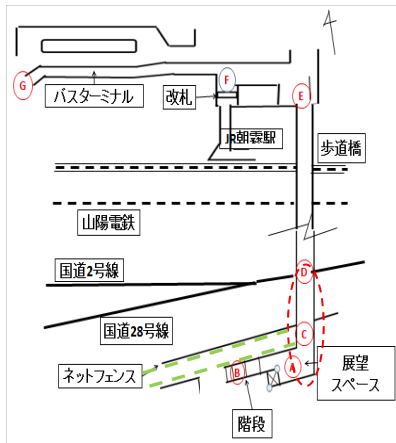 F
E
G
バスターミナル
改札
JR朝霧駅
歩道橋
山陽電鉄
D
国道2号線
国道28号線
C
ネットフェンス
B
A
展望
スペース
階段